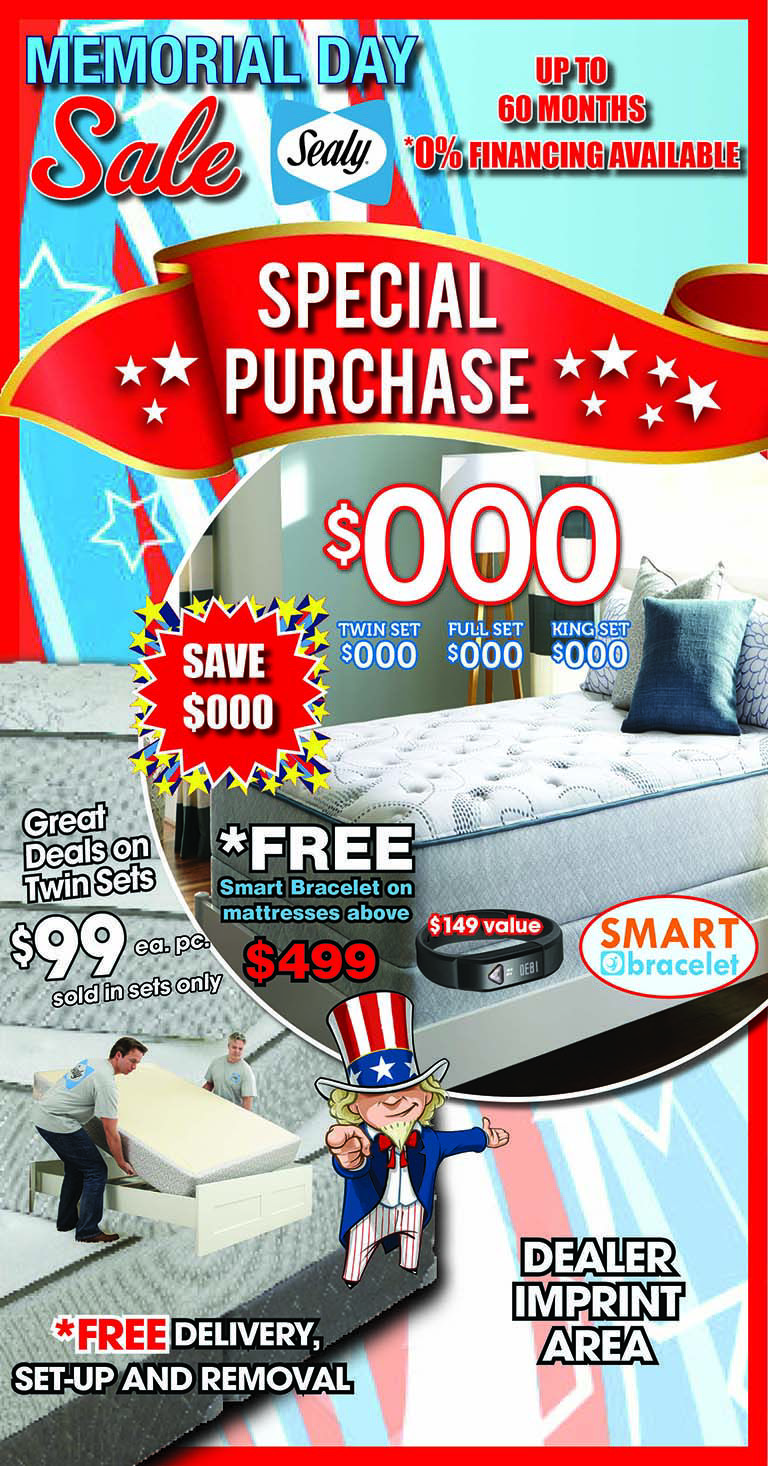 MEMORIAL DAY
Sale
Sealy
UP TO
60 MONTHS
*0% FINANCING AVAILABLE
SPECIAL
PURCHASE
$000
TWIN SET FULL SET KING SET
$000 $000 $000
SAVE
$000
Great
Deals on
Twin Sets
$99 ea. pc.
sold in sets only
*FREE
Smart Bracelet on
mattresses above
$499
$149 value
SMART
bracelet
DEALER
IMPRINT
AREA
*FREE DELIVERY,
SET-UP AND REMOVAL